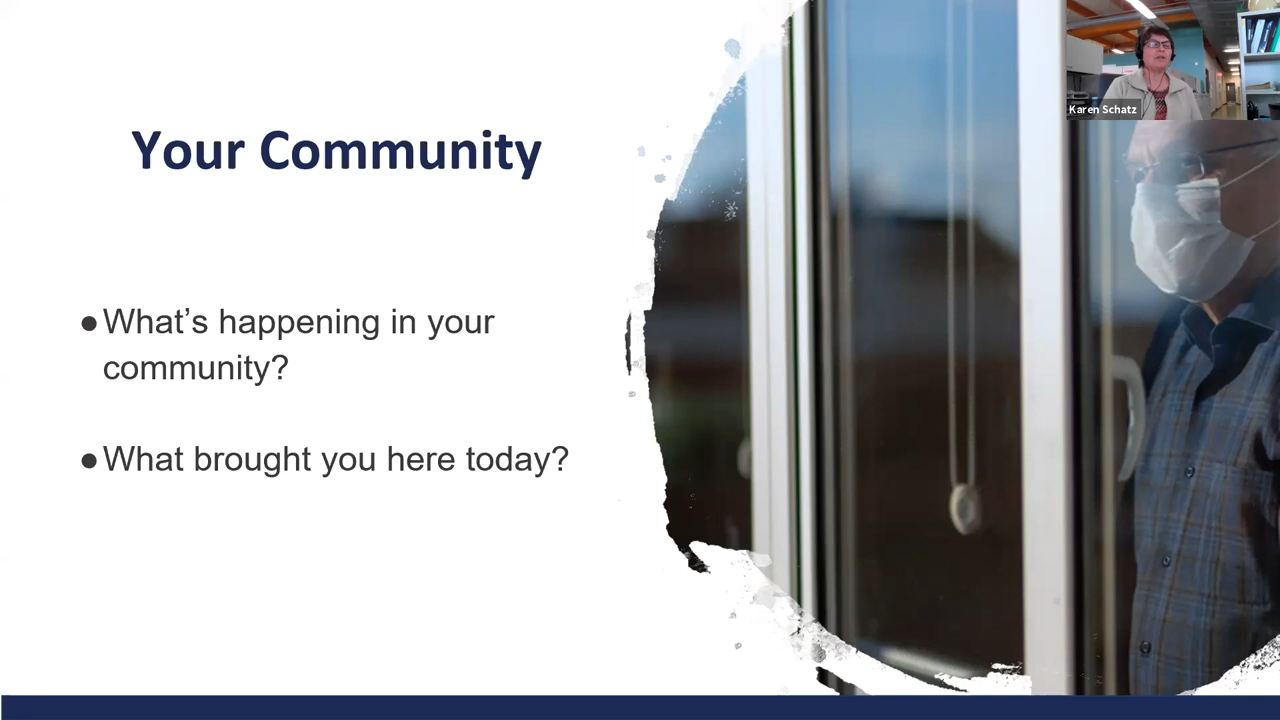 Karen Schatz
Your Community
●What’s happening in your
community?
●What brought you here today?